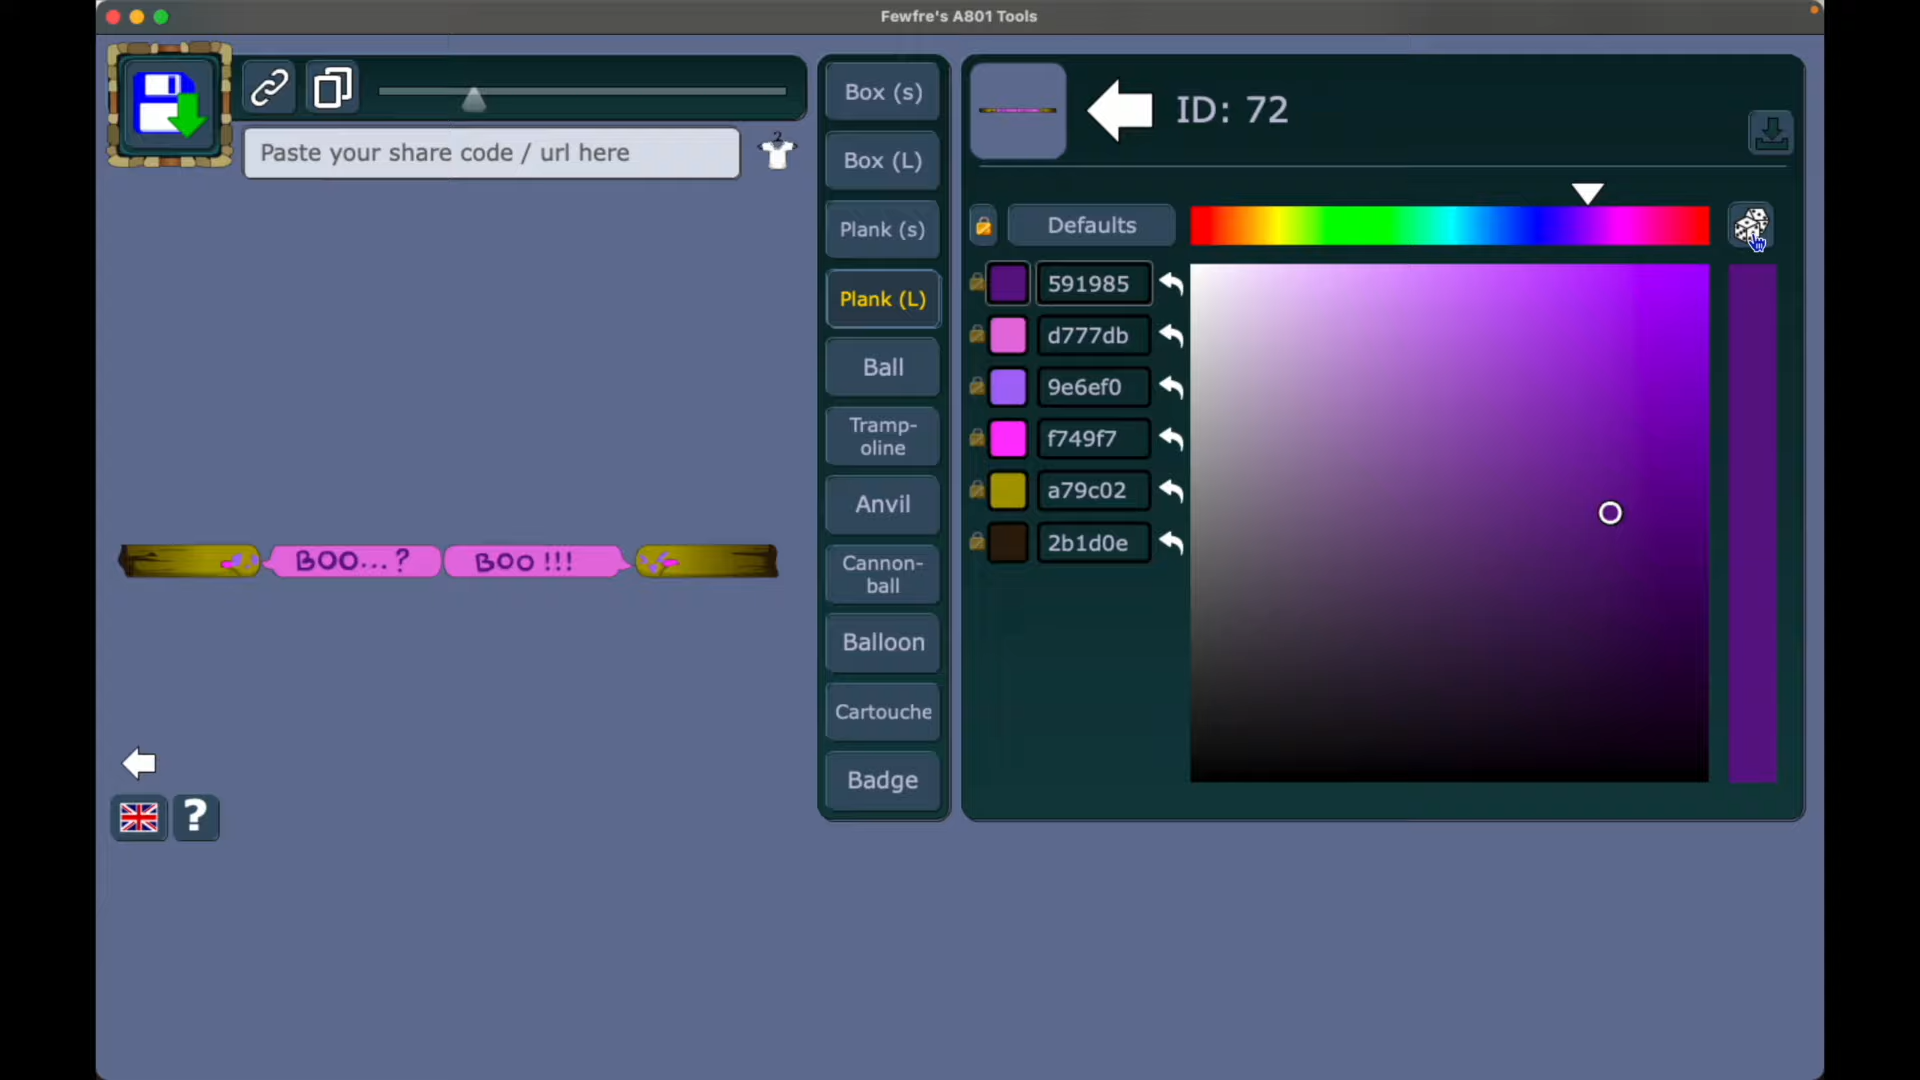 Fewfre's A801 Tools
Paste your share code / url here
2
BOO...?
BOO !!!
?
Box (s)
Box (L)
Plank (s)
Plank (L)
Ball
Tramp-
oline
Anvil
Cannon-
ball
Balloon
Cartouche
Badge
ID: 72
Defaults
591985
d777db
9e6ef0
f749f7
a79c02
2b1d0e